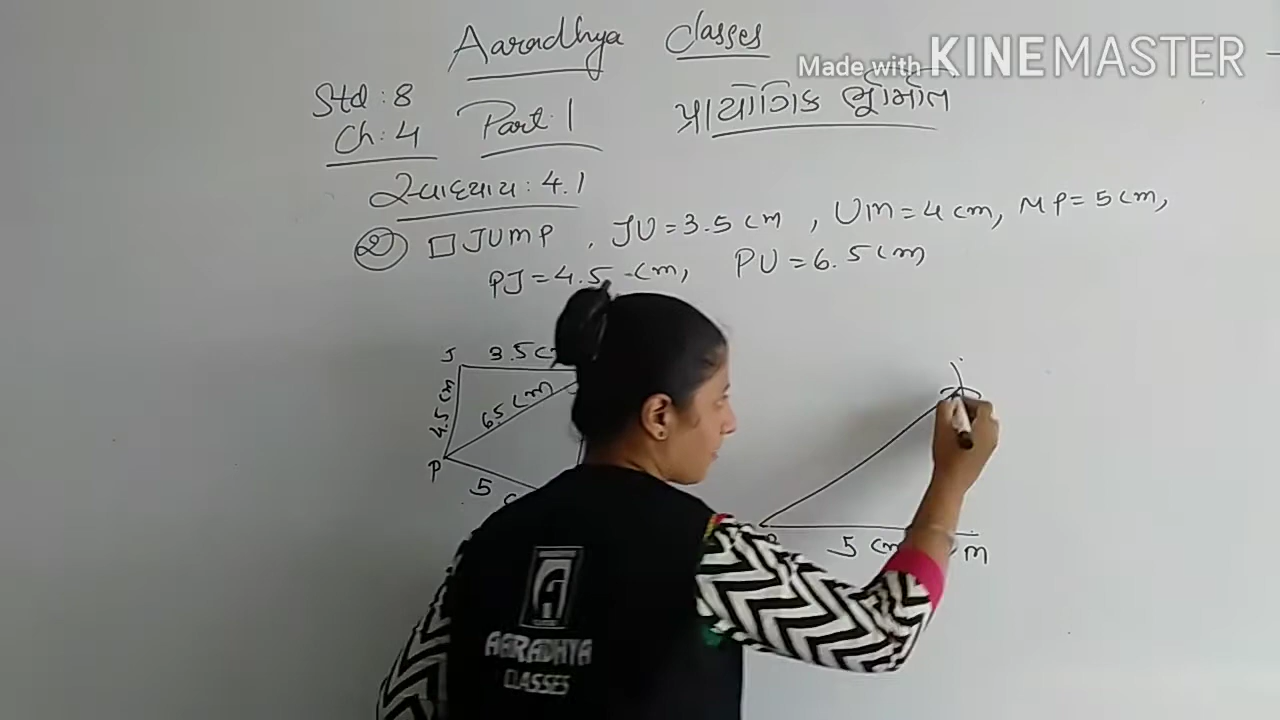 Aaradhya Classes
Made with KINEMASTER
Std : 8
Ch : 4
Part : 1
પ્રાયોગિક ભૂમિતિ
સ્વાધ્યાય : 4.1
(2) □ JUMP , JU = 3.5 cm , UM = 4 cm, MP = 5 cm,
PJ = 4.5 cm, PU = 6.5 cm
J 3.5 c
4.5 cm
6.5 cm
P
5 c
5 cm
M
AARADHYA
CLASSES